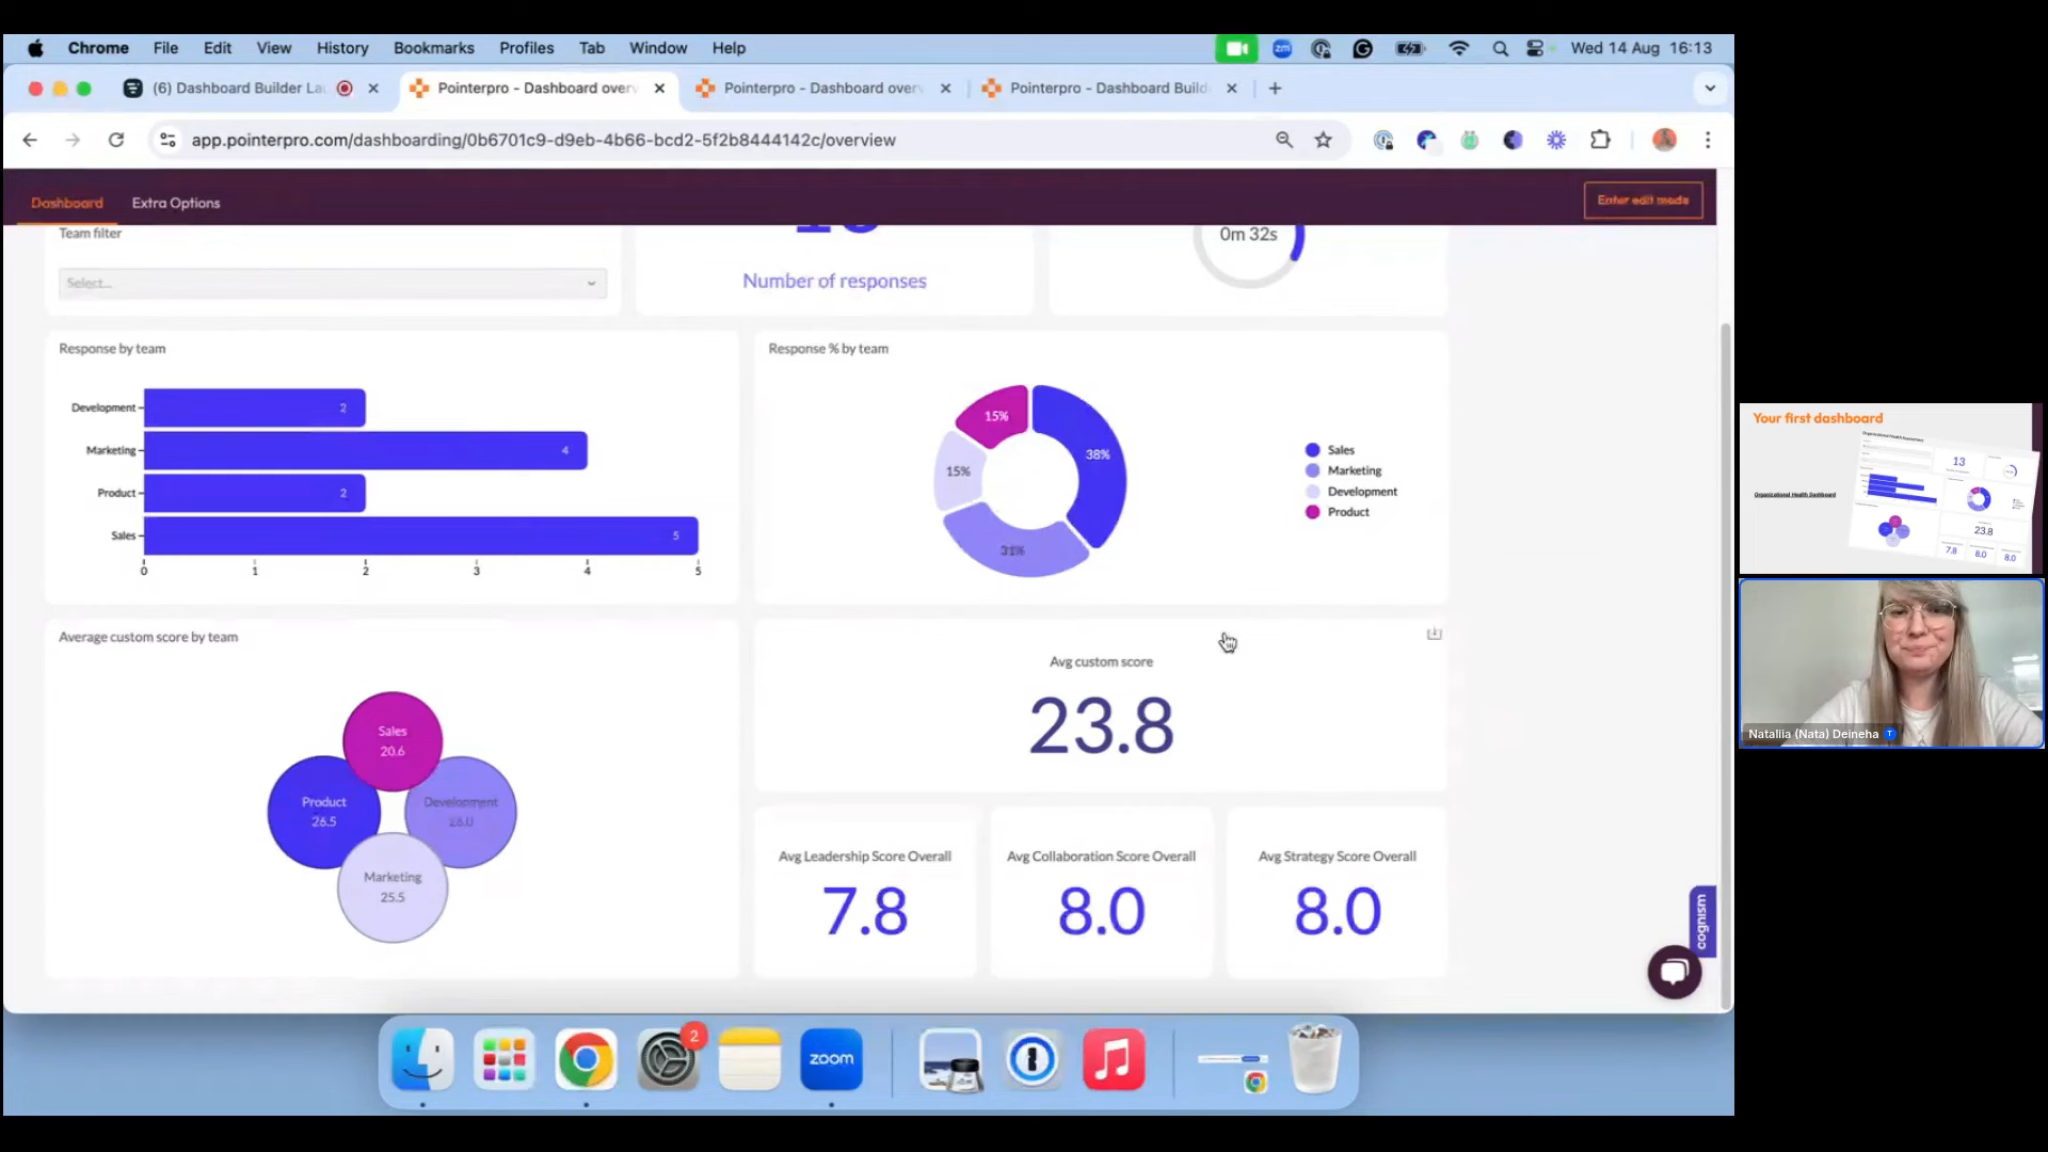 Chrome File Edit View History Bookmarks Profiles Tab Window Help
zm
Wed 14 Aug 16:13
(6) Dashboard Builder La
Pointerpro - Dashboard over
Pointerpro - Dashboard over
Pointerpro - Dashboard Build
app.pointerpro.com/dashboarding/0b6701c9-d9eb-4b66-bcd2-5f2b8444142c/overview
Dashboard Extra Options
Enter edit mode
Team filter
Select...
Number of responses
0m 32s
Response by team
Development 2
Marketing 4
Product 2
Sales 5
0 1 2 3 4 5
Response % by team
15%
38%
15%
31%
Sales
Marketing
Development
Product
Average custom score by team
Sales
20.6
Product
26.5
Development
Marketing
25.5
Avg custom score
23.8
Avg Leadership Score Overall
7.8
Avg Collaboration Score Overall
8.0
Avg Strategy Score Overall
8.0
cognism
2
zoom
Your first dashboard
Organizational Health Dashboard
13
23.8
7.8 8.0 8.0
Nataliia (Nata) Deineha